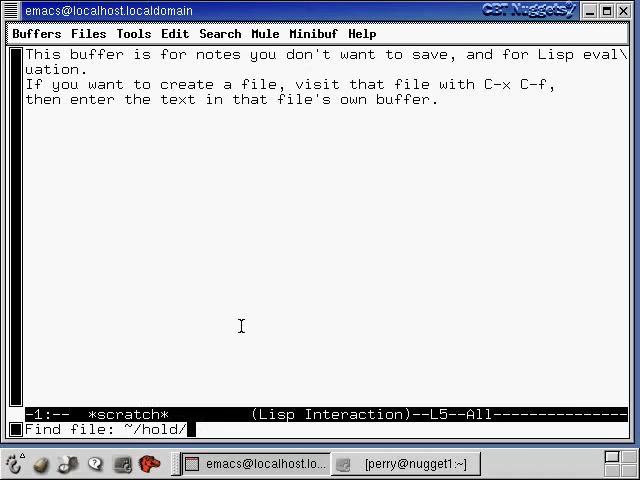 emacs@localhost.localdomain
CBT Nuggets
Buffers Files Tools Edit Search Mule Minibuf Help
This buffer is for notes you don't want to save, and for Lisp eval\
uation.
If you want to create a file, visit that file with C-x C-f,
then enter the text in that file's own buffer.
-1:-- *scratch* (Lisp Interaction)--L5--All---------------
Find file: ~/hold/
emacs@localhost.lo...
[perry@nugget1:~]